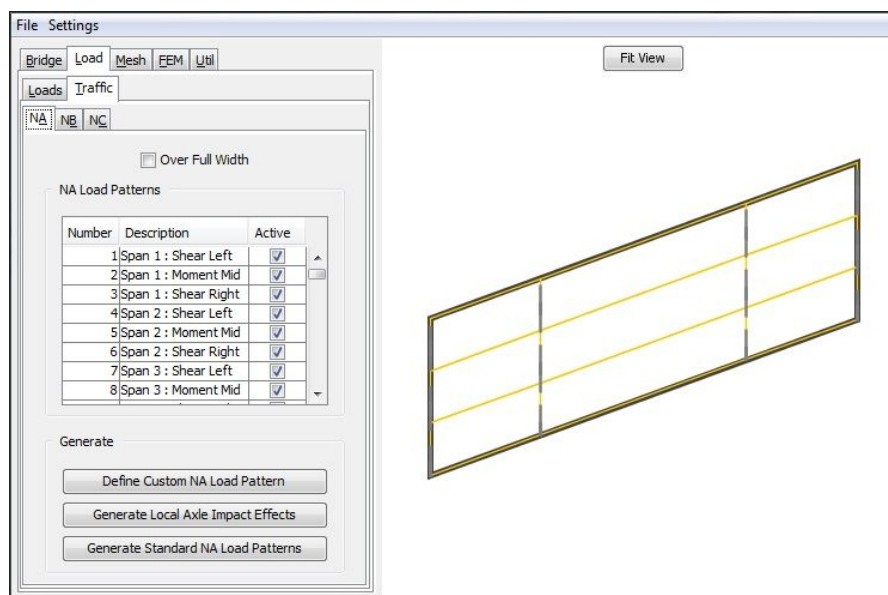 File Settings
Fit View
Bridge Load Mesh FEM Util
Loads Traffic
NA NB NC
Over Full Width
NA Load Patterns
Number Description Active
1 Span 1 : Shear Left
2 Span 1 : Moment Mid
3 Span 1 : Shear Right
4 Span 2 : Shear Left
5 Span 2 : Moment Mid
6 Span 2 : Shear Right
7 Span 3 : Shear Left
8 Span 3 : Moment Mid
Generate
Define Custom NA Load Pattern
Generate Local Axle Impact Effects
Generate Standard NA Load Patterns